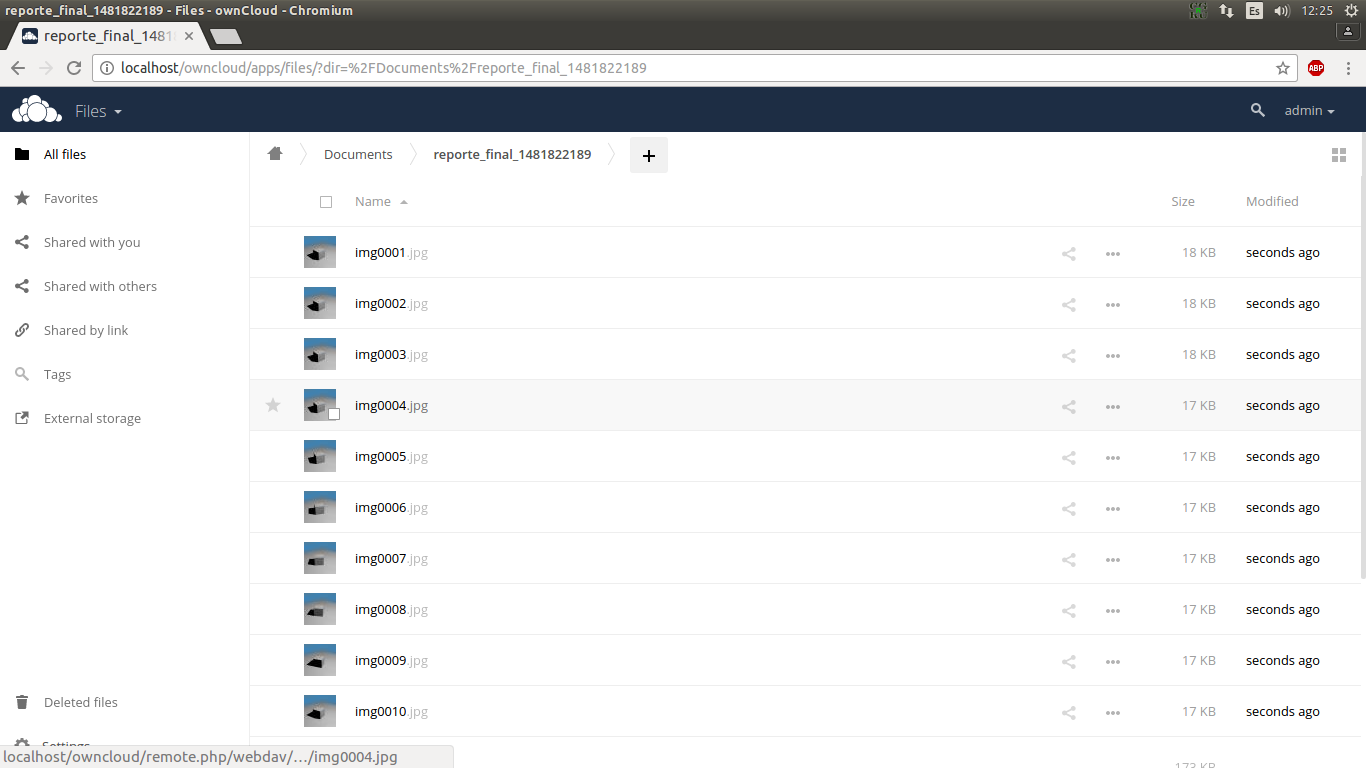 reporte_final_1481822189 - Files - ownCloud - Chromium
Es
12:25
reporte_final_1481
localhost/owncloud/apps/files/?dir=%2FDocuments%2Freporte_final_1481822189
ABP
Files
admin
All files
Favorites
Shared with you
Shared with others
Shared by link
Tags
External storage
Deleted files
Settings
Documents
reporte_final_1481822189
+
Name
Size
Modified
img0001.jpg 18 KB seconds ago
img0002.jpg 18 KB seconds ago
img0003.jpg 18 KB seconds ago
img0004.jpg 17 KB seconds ago
img0005.jpg 17 KB seconds ago
img0006.jpg 17 KB seconds ago
img0007.jpg 17 KB seconds ago
img0008.jpg 17 KB seconds ago
img0009.jpg 17 KB seconds ago
img0010.jpg 17 KB seconds ago
173 KB
localhost/owncloud/remote.php/webdav/…/img0004.jpg